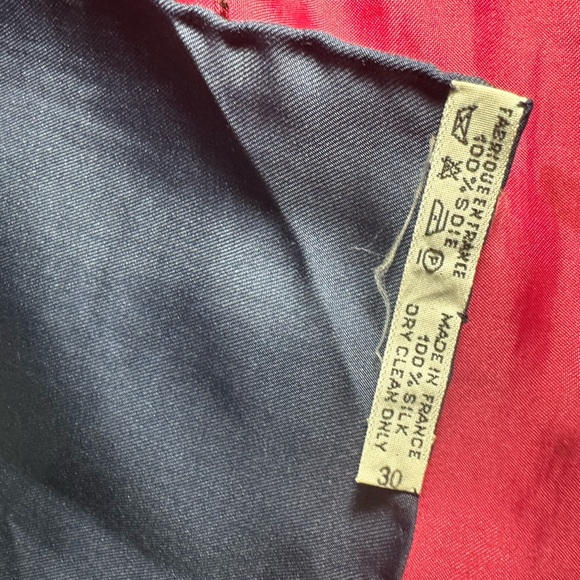 FABRIQUE EN FRANCE
100% SOIE
P
MADE IN FRANCE
100% SILK
DRY CLEAN ONLY
30